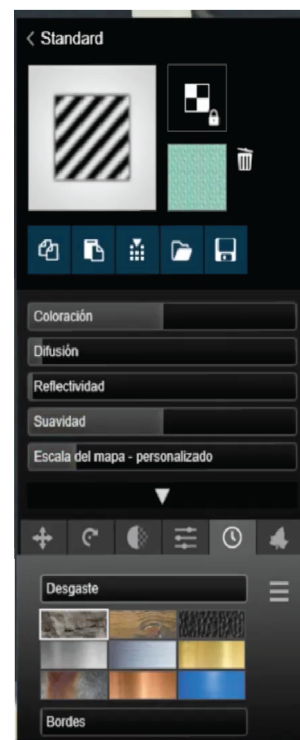 < Standard
Coloración
Difusión
Reflectividad
Suavidad
Escala del mapa - personalizado
Desgaste
Bordes